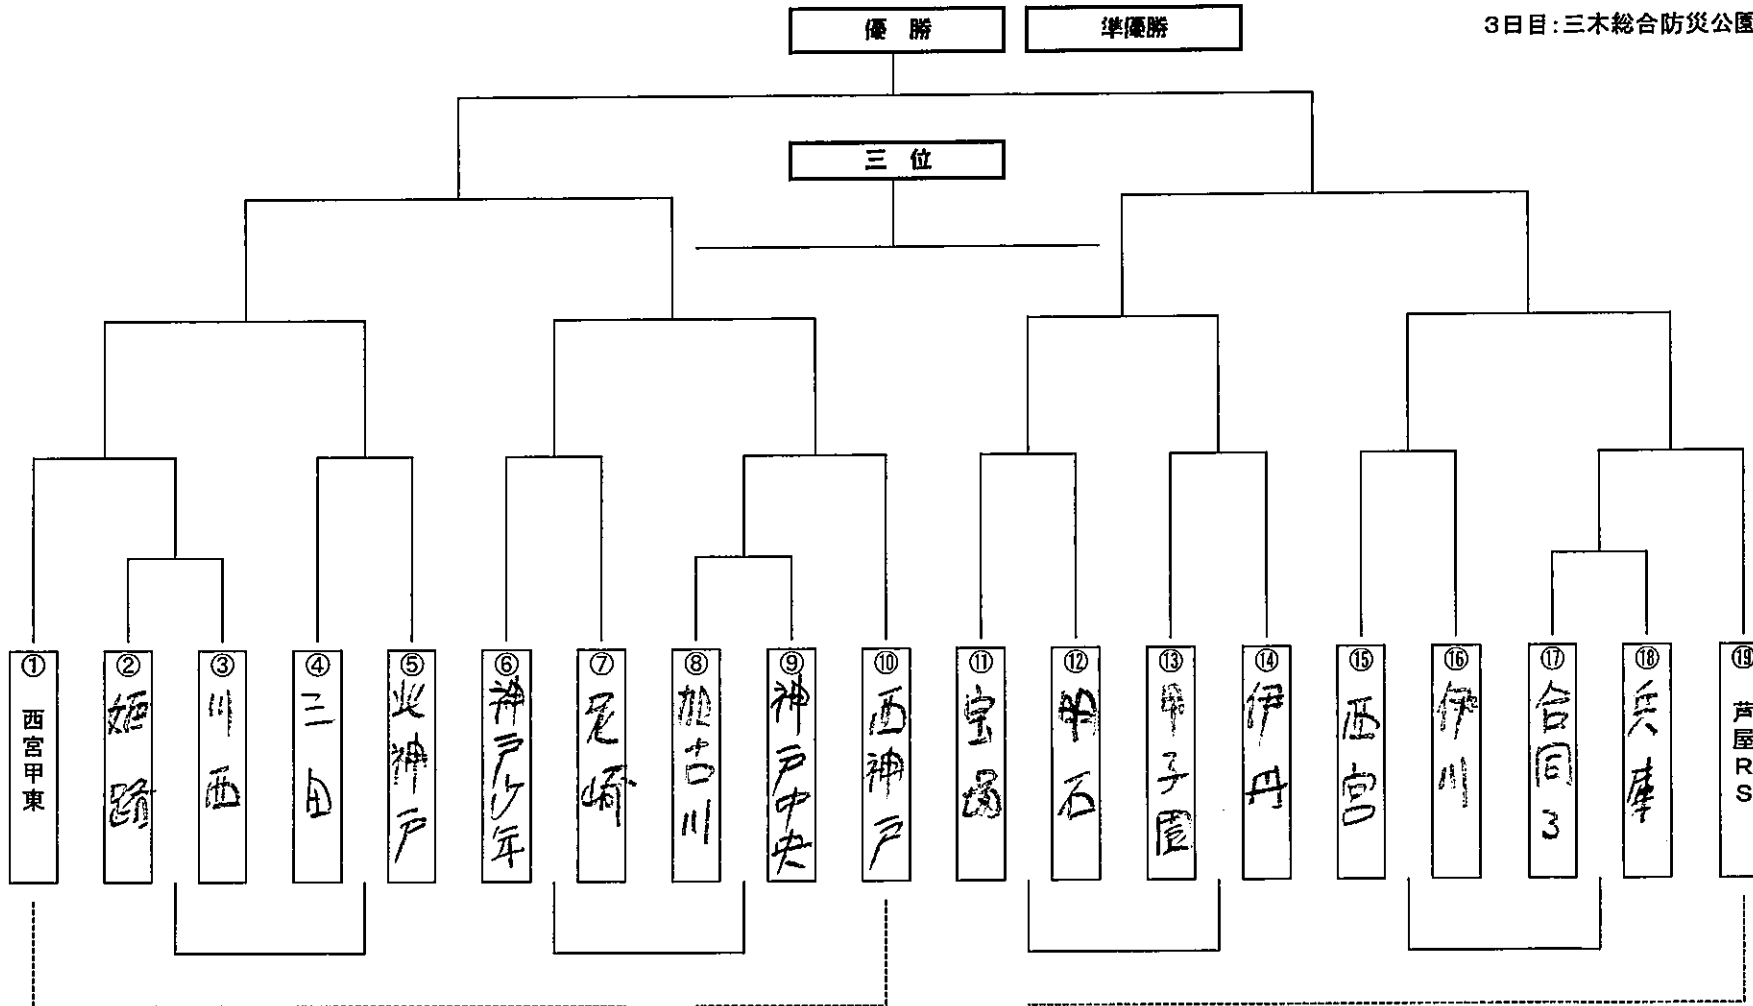 優勝
準優勝
3日目:三木総合防災公園
三位
① 西宮甲東
② 姫路
③ 川西
④ 三田
⑤ 北神戸
⑥ 神戸少年
⑦ 尼崎
⑧ 加古川
⑨ 神戸中央
⑩ 西神戸
⑪ 宝塚
⑫ 明石
⑬ 甲子園
⑭ 伊丹
⑮ 西宮
⑯ 伊川
⑰ 合同3
⑱ 兵庫
⑲ 芦屋RS